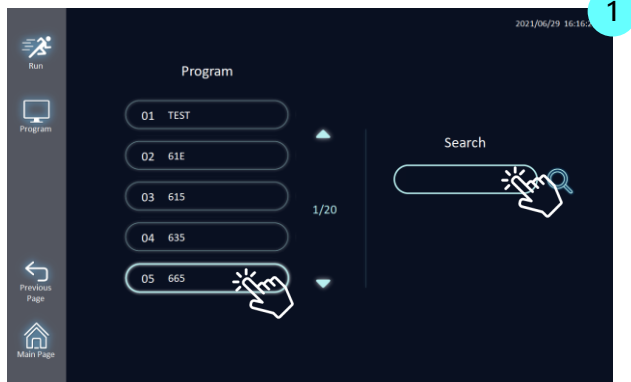 1
2021/06/29 16:16:
Run
Program
Previous
Page
Main Page
Program
01 TEST
02 61E
03 615
04 635
05 665
1/20
Search